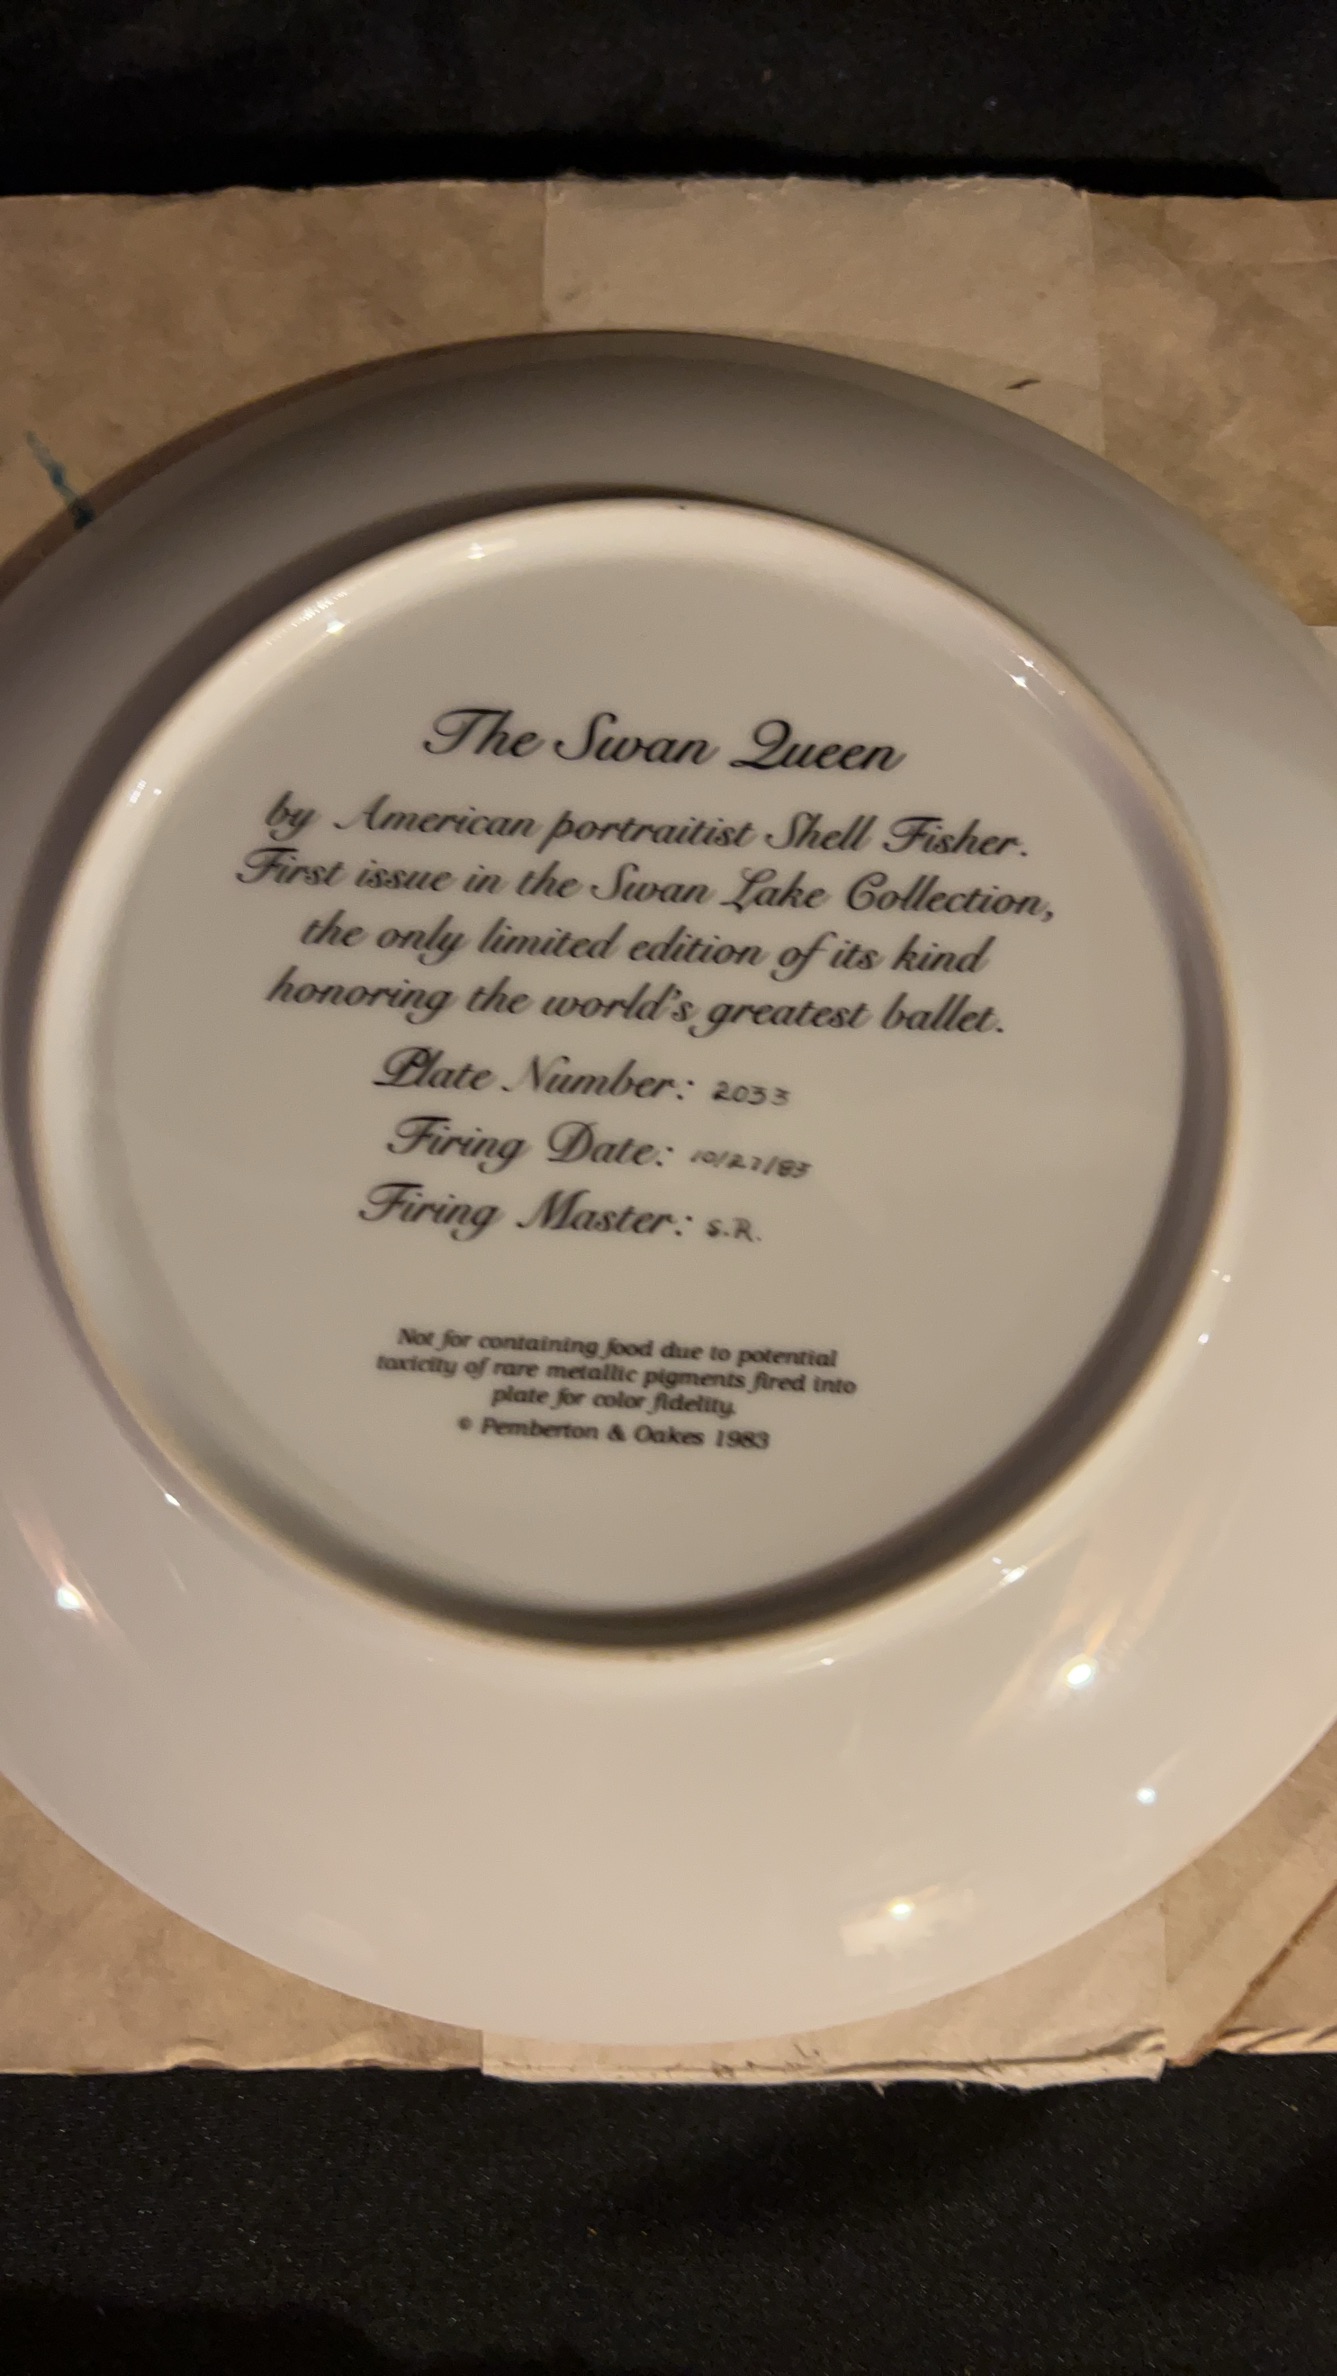 The Swan Queen
by American portraitist Shell Fisher.
First issue in the Swan Lake Collection,
the only limited edition of its kind
honoring the world's greatest ballet.
Plate Number: 2033
Firing Date: 10/27/83
Firing Master: S.R.
Not for containing food due to potential
toxicity of rare metallic pigments fired into
plate for color fidelity.
© Pemberton & Oakes 1983